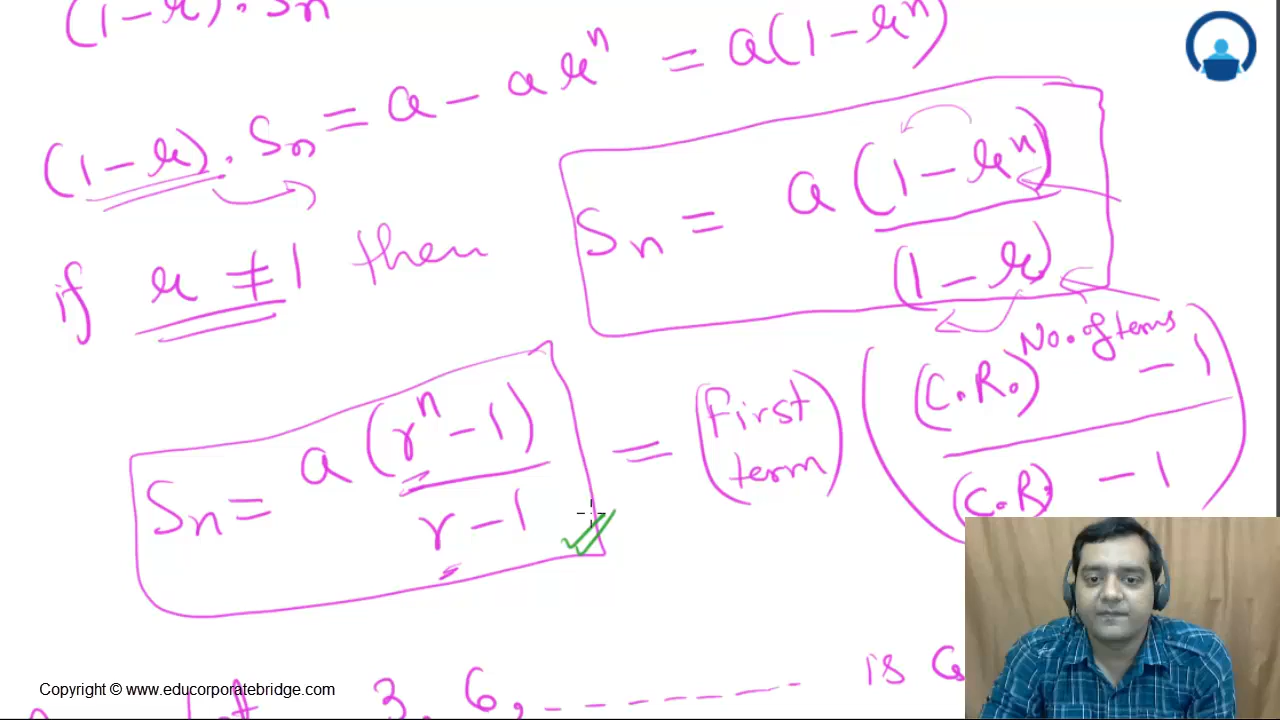 (1-r). Sn
(1-r). Sn = a - ar^n = a(1-r^n)
if r ≠ 1 then Sn = a(1-r^n) / (1-r)
Sn = a(r^n-1) / r-1 = (First term) ((C.R.)^No. of terms - 1 / (C.R.) - 1)
3, 6, --------- is G
Copyright © www.educorporatebridge.com